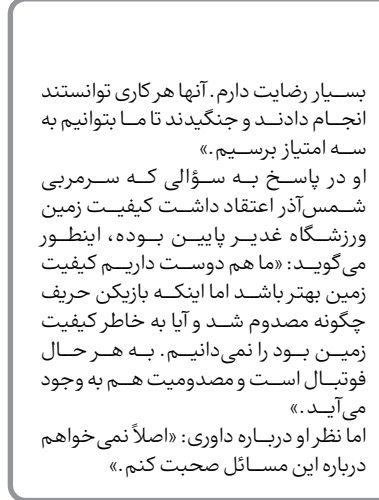 بسیار رضایت دارم. آنها هر کاری توانستند
انجام دادند و جنگیدند تا ما بتوانیم به
سه امتیاز برسیم.»
او در پاسخ به سؤالی که سرمربی
شمس‌آذر اعتقاد داشت کیفیت زمین
ورزشگاه غدیر پایین بوده، اینطور
می‌گوید: «ما هم دوست داریم کیفیت
زمین بهتر باشد اما اینکه بازیکن حریف
چگونه مصدوم شد و آیا به خاطر کیفیت
زمین بود را نمی‌دانیم. به هر حال
فوتبال است و مصدومیت هم به وجود
می‌آید.»
اما نظر او درباره داوری: «اصلاً نمی‌خواهم
درباره این مسائل صحبت کنم.»